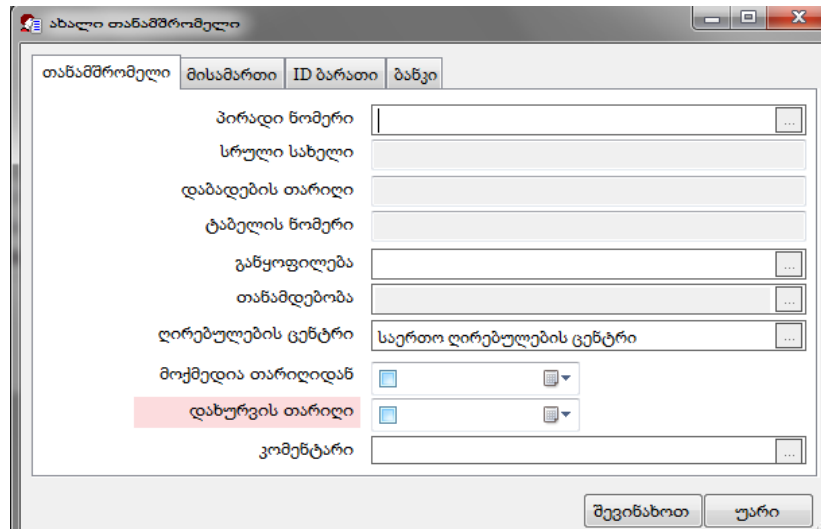 ახალი თანამშრომელი
თანამშრომელი მისამართი ID ბარათი ბანკი
პირადი ნომერი ...
სრული სახელი
დაბადების თარიღი
ტაბელის ნომერი
განყოფილება ...
თანამდებობა ...
ღირებულების ცენტრი საერთო ღირებულების ცენტრი ...
მოქმედია თარიღიდან
დახურვის თარიღი
კომენტარი ...
შევინახოთ უარი